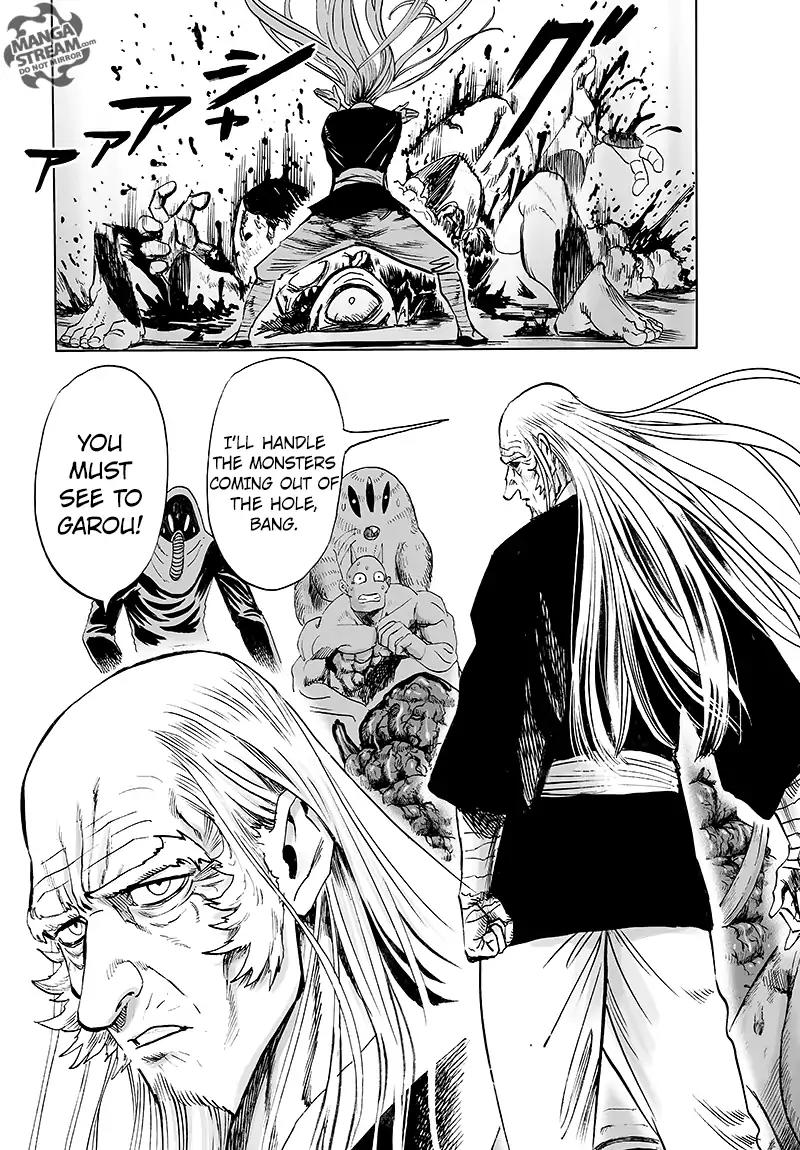 MANGA
STREAM.com
DO NOT MIRROR
グ
シャ
アアア
I'LL HANDLE
THE MONSTERS
COMING OUT OF
THE HOLE,
BANG.
YOU
MUST
SEE TO
GAROU!